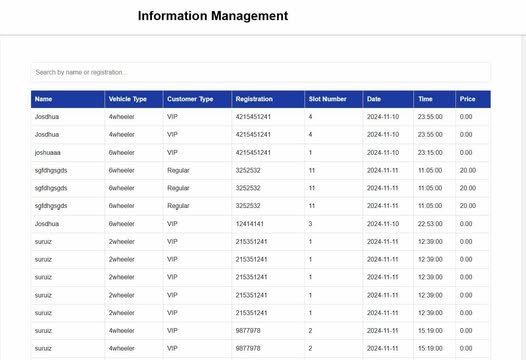 Information Management
Search by name or registration...
Name Vehicle Type Customer Type Registration Slot Number Date Time Price
Josdhua 4wheeler VIP 4215451241 4 2024-11-10 23:55:00 0.00
Josdhua 4wheeler VIP 4215451241 4 2024-11-10 23:55:00 0.00
joshuaaa 6wheeler VIP 4215451241 1 2024-11-10 23:15:00 0.00
sgfdhgsgds 6wheeler Regular 3252532 11 2024-11-11 11:05:00 20.00
sgfdhgsgds 6wheeler Regular 3252532 11 2024-11-11 11:05:00 20.00
sgfdhgsgds 6wheeler Regular 3252532 11 2024-11-11 11:05:00 20.00
Josdhua 6wheeler VIP 12414141 3 2024-11-10 22:53:00 0.00
suruiz 2wheeler VIP 215351241 1 2024-11-11 12:39:00 0.00
suruiz 2wheeler VIP 215351241 1 2024-11-11 12:39:00 0.00
suruiz 2wheeler VIP 215351241 1 2024-11-11 12:39:00 0.00
suruiz 2wheeler VIP 215351241 1 2024-11-11 12:39:00 0.00
suruiz 2wheeler VIP 215351241 1 2024-11-11 12:39:00 0.00
suruiz 4wheeler VIP 9877978 2 2024-11-11 15:19:00 0.00
suruiz 4wheeler VIP 9877978 2 2024-11-11 15:19:00 0.00